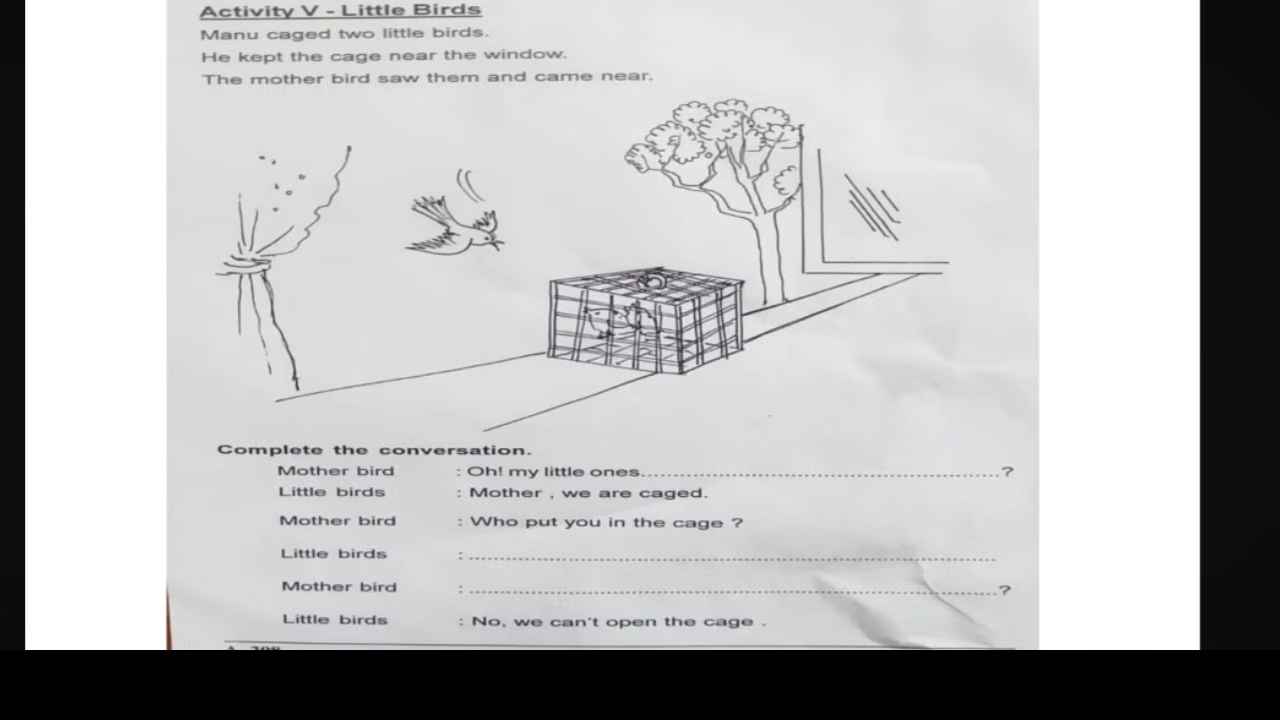 Activity V - Little Birds
Manu caged two little birds.
He kept the cage near the window.
The mother bird saw them and came near.
Complete the conversation.
Mother bird : Oh! my little ones..............................................................................?
Little birds : Mother , we are caged.
Mother bird : Who put you in the cage ?
Little birds : ...............................................................................................................
Mother bird : ...............................................................................................................?
Little birds : No, we can't open the cage .